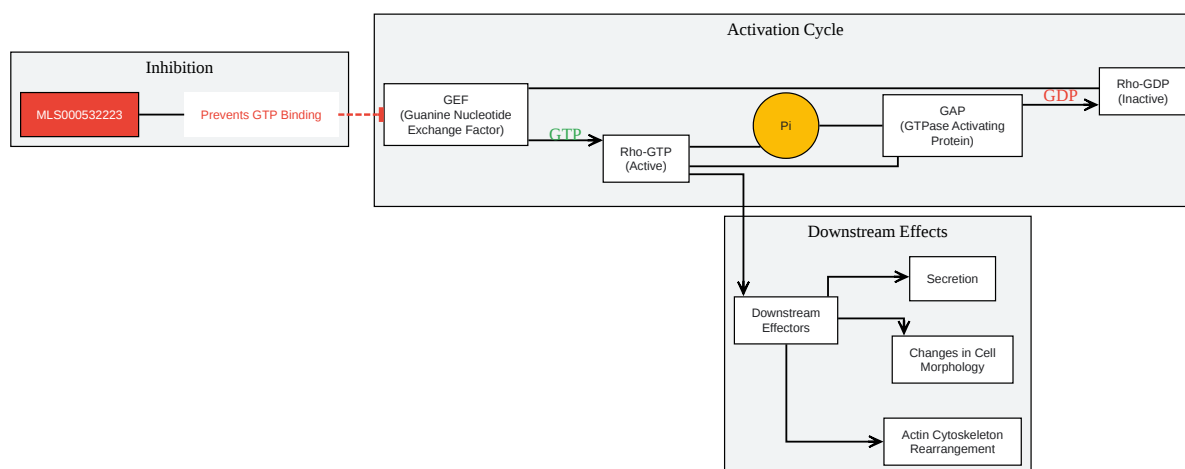 Activation Cycle
Inhibition
MLS000532223
Prevents GTP Binding
GEF
(Guanine Nucleotide
Exchange Factor)
GTP
Rho-GTP
(Active)
Pi
GAP
(GTPase Activating
Protein)
GDP
Rho-GDP
(Inactive)
Downstream Effects
Downstream
Effectors
Secretion
Changes in Cell
Morphology
Actin Cytoskeleton
Rearrangement